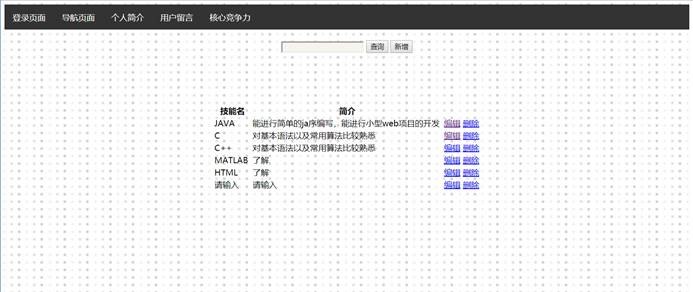 登录页面 导航页面 个人简介 用户留言 核心竞争力
查询 新增
技能名 简介
JAVA 能进行简单的ja序编写，能进行小型web项目的开发 编辑 删除
C 对基本语法以及常用算法比较熟悉 编辑 删除
C++ 对基本语法以及常用算法比较熟悉 编辑 删除
MATLAB 了解 编辑 删除
HTML 了解 编辑 删除
请输入 请输入 编辑 删除